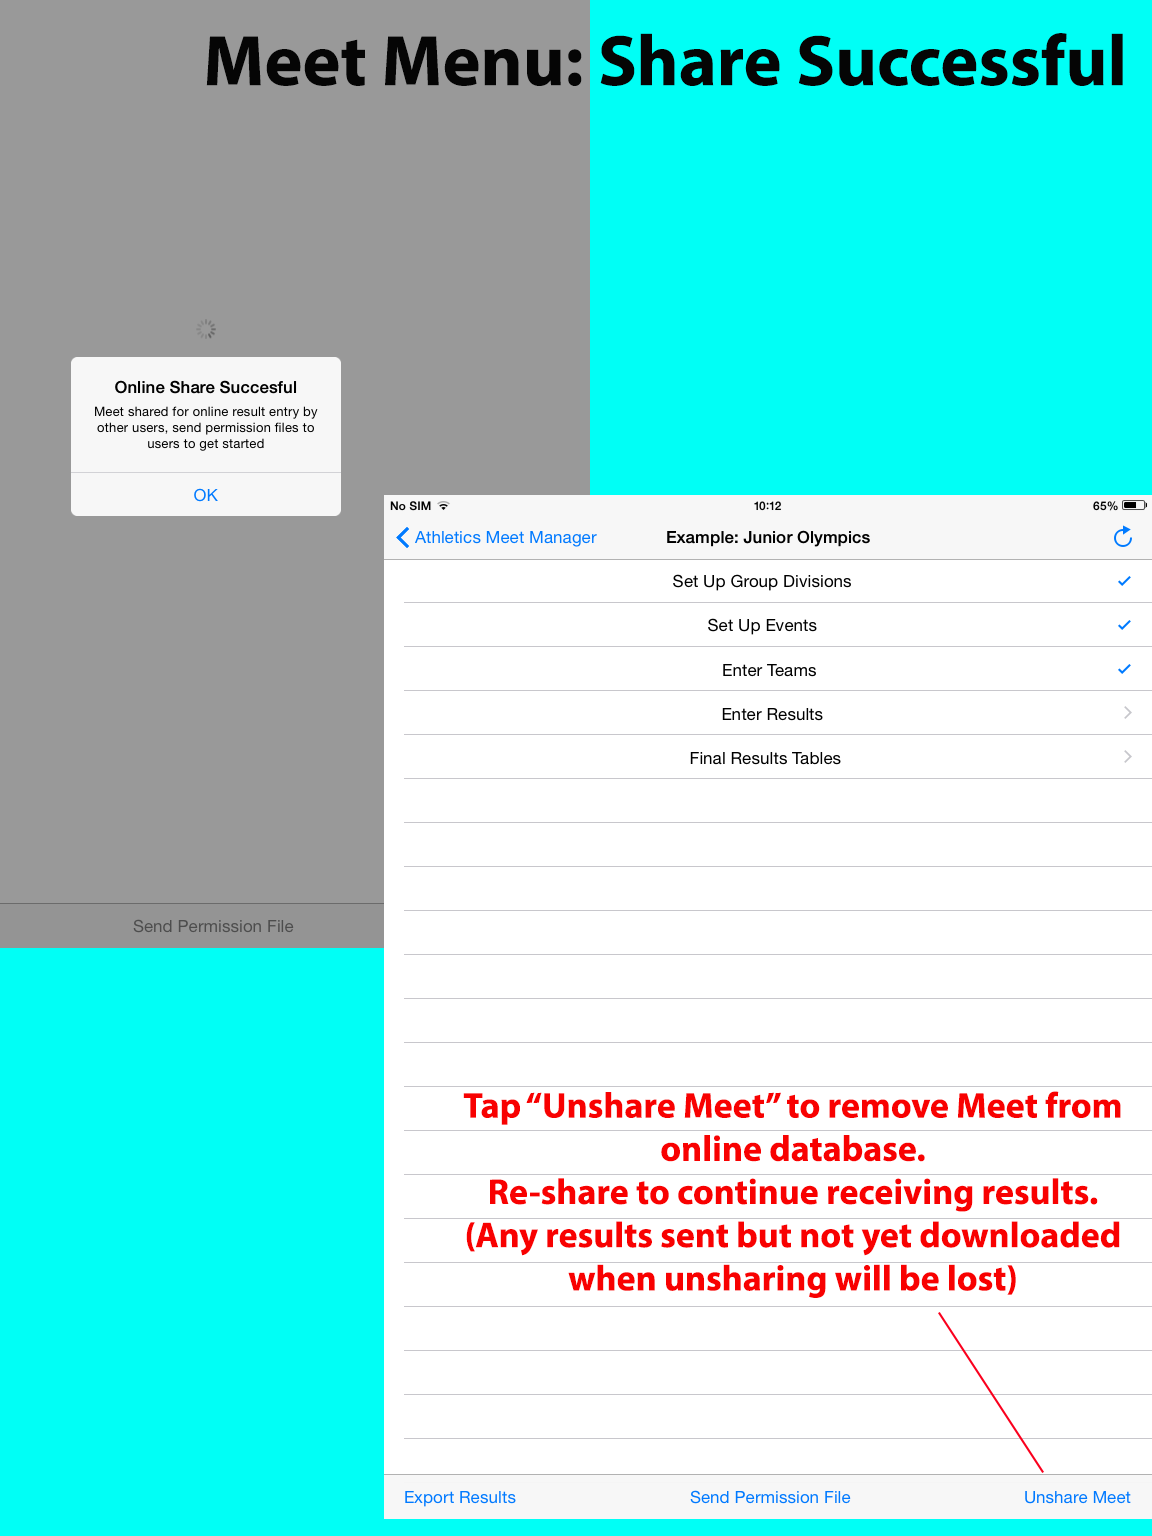 Meet Menu: Share Successful
Online Share Succesful
Meet shared for online result entry by
other users, send permission files to
users to get started
OK
Send Permission File
No SIM 10:12 65%
Athletics Meet Manager Example: Junior Olympics
Set Up Group Divisions
Set Up Events
Enter Teams
Enter Results
Final Results Tables
Tap “Unshare Meet” to remove Meet from
online database.
Re-share to continue receiving results.
(Any results sent but not yet downloaded
when unsharing will be lost)
Export Results Send Permission File Unshare Meet